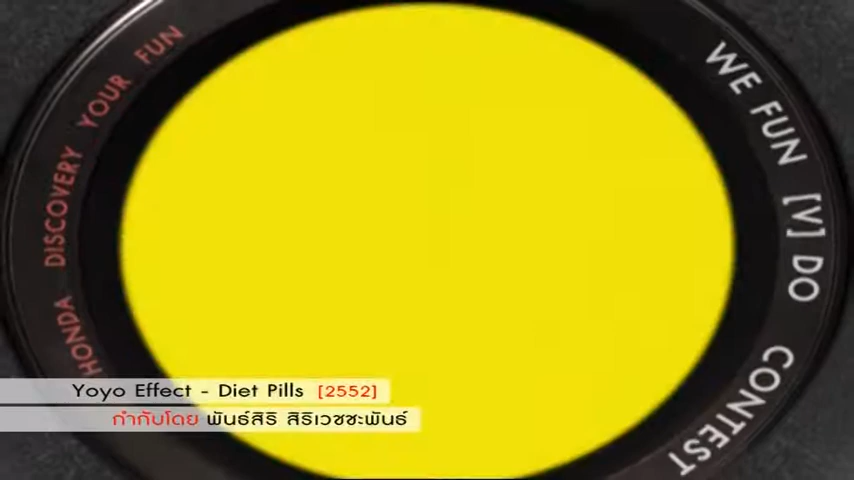 HONDA DISCOVERY YOUR FUN
WE FUN [V] DO CONTEST
Yoyo Effect - Diet Pills [2552]
กำกับโดย พันธ์สิริ สิริเวชชะพันธ์